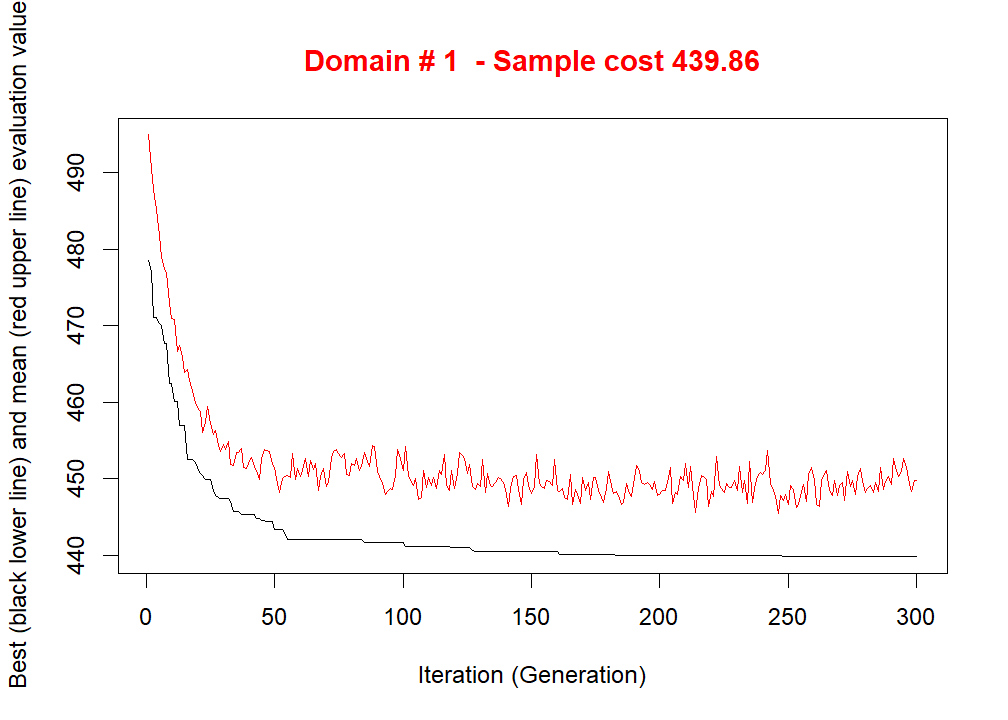 Domain # 1  - Sample cost 439.86
Best (black lower line) and mean (red upper line) evaluation value
490
480
470
460
450
440
0 50 100 150 200 250 300
Iteration (Generation)